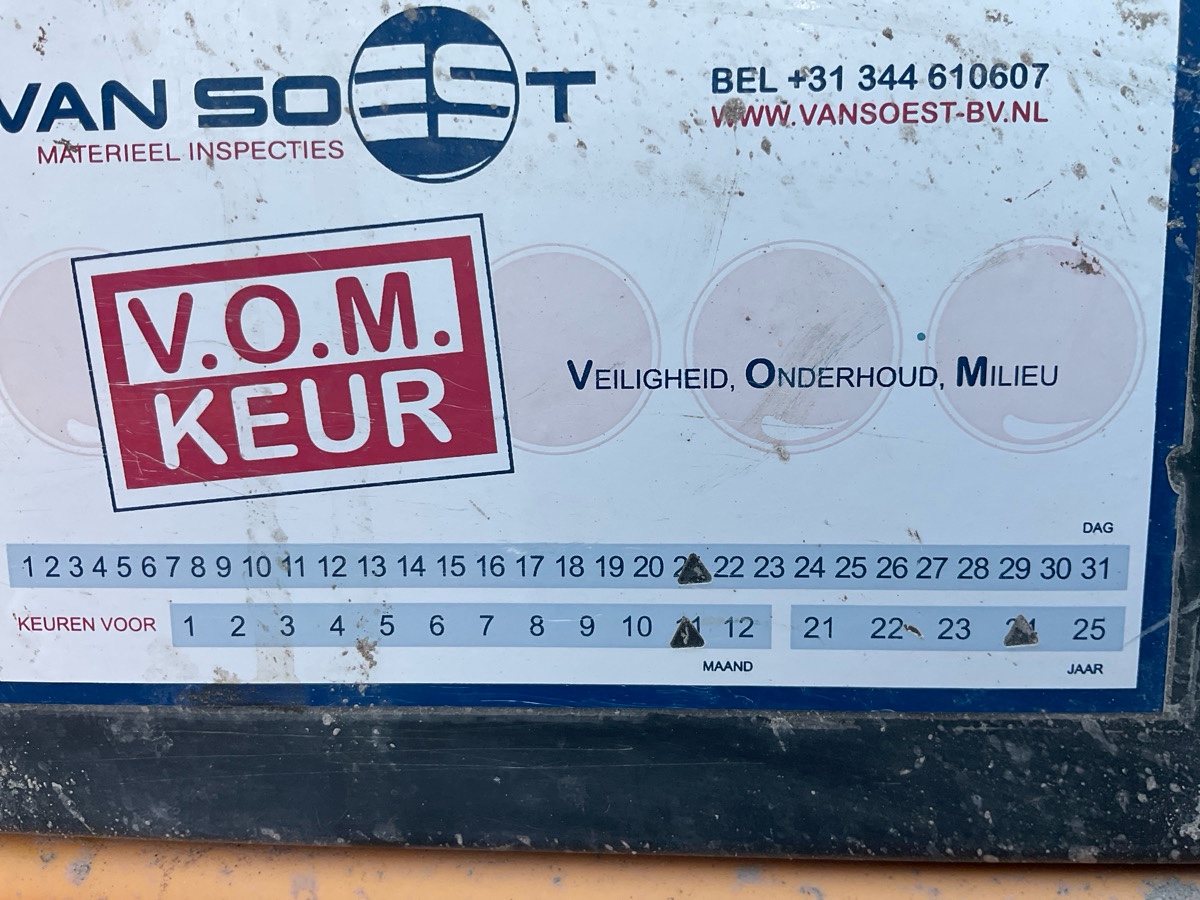 VAN SOEST
MATERIEEL INSPECTIES
BEL +31 344 610607
WWW.VANSOEST-BV.NL
V.O.M.
KEUR
VEILIGHEID, ONDERHOUD, MILIEU
DAG
1 2 3 4 5 6 7 8 9 10 11 12 13 14 15 16 17 18 19 20 21 22 23 24 25 26 27 28 29 30 31
KEUREN VOOR 1 2 3 4 5 6 7 8 9 10 11 12 21 22 23 24 25
MAAND JAAR